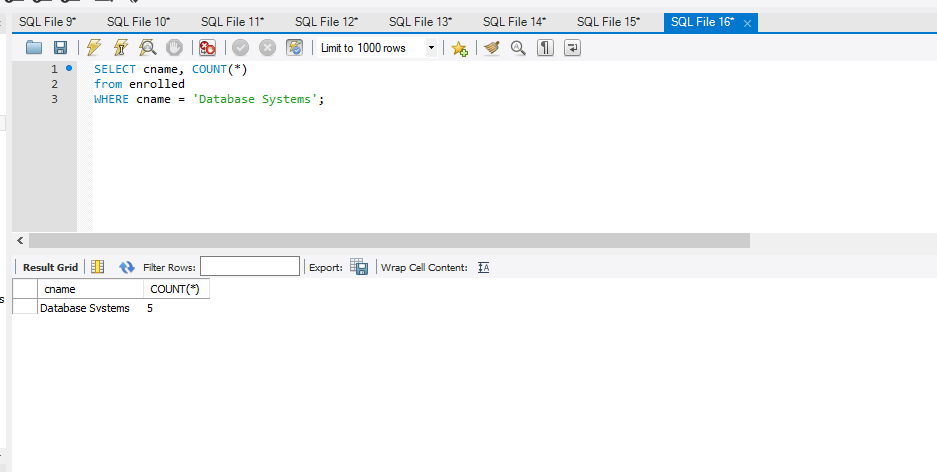 SQL File 9* SQL File 10* SQL File 11* SQL File 12* SQL File 13* SQL File 14* SQL File 15* SQL File 16*
Limit to 1000 rows
1 SELECT cname, COUNT(*)
2 from enrolled
3 WHERE cname = 'Database Systems';
Result Grid Filter Rows: Export: Wrap Cell Content: IA
cname COUNT(*)
Database Systems 5
s